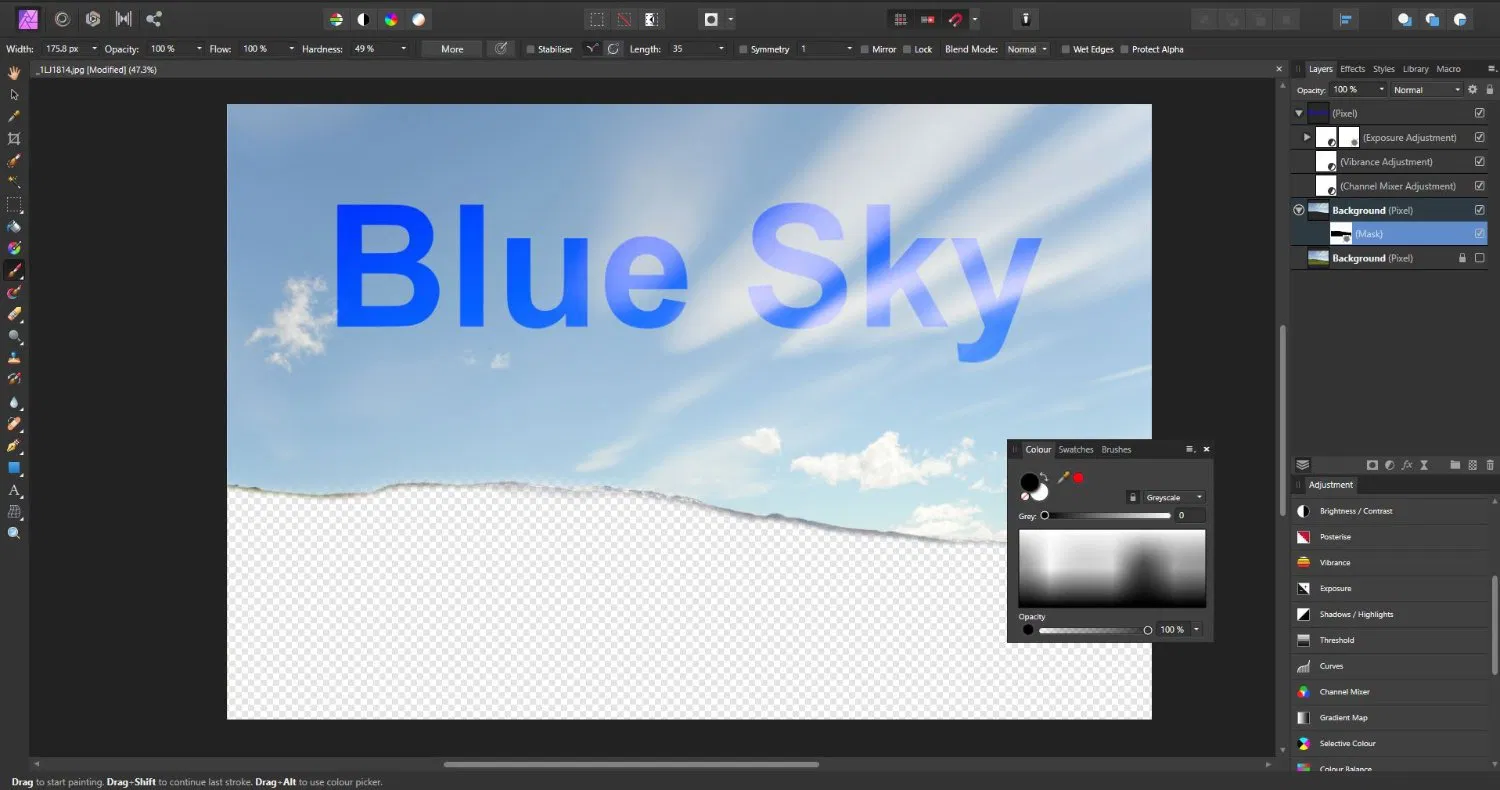 Width: 175.8 px Opacity: 100 % Flow: 100 % Hardness: 49 % More Stabiliser Length: 35 Symmetry 1 Mirror Lock Blend Mode: Normal Wet Edges Protect Alpha
_1LJ1814.jpg [Modified] (47.3%)
Layers Effects Styles Library Macro
Opacity: 100 % Normal
(Pixel)
(Exposure Adjustment)
(Vibrance Adjustment)
(Channel Mixer Adjustment)
Background (Pixel)
(Mask)
Background (Pixel)
Blue Sky
Colour Swatches Brushes
Greyscale
Grey: 0
Opacity
100 %
Adjustment
Brightness / Contrast
Posterise
Vibrance
Exposure
Shadows / Highlights
Threshold
Curves
Channel Mixer
Gradient Map
Selective Colour
Colour Balance
Drag to start painting. Drag+Shift to continue last stroke. Drag+Alt to use colour picker.